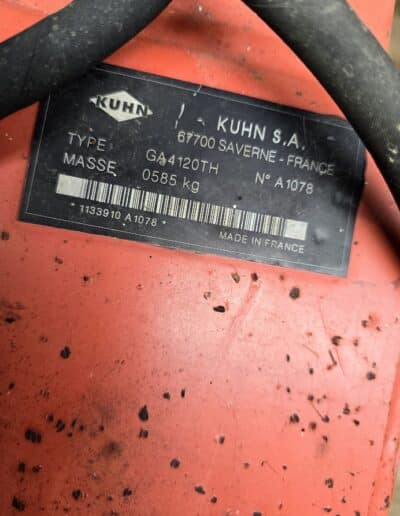 KUHN
KUHN S.A.
67700 SAVERNE - FRANCE
TYPE GA4120TH
MASSE 0585 kg N° A1078
*1133910 A1078*
MADE IN FRANCE